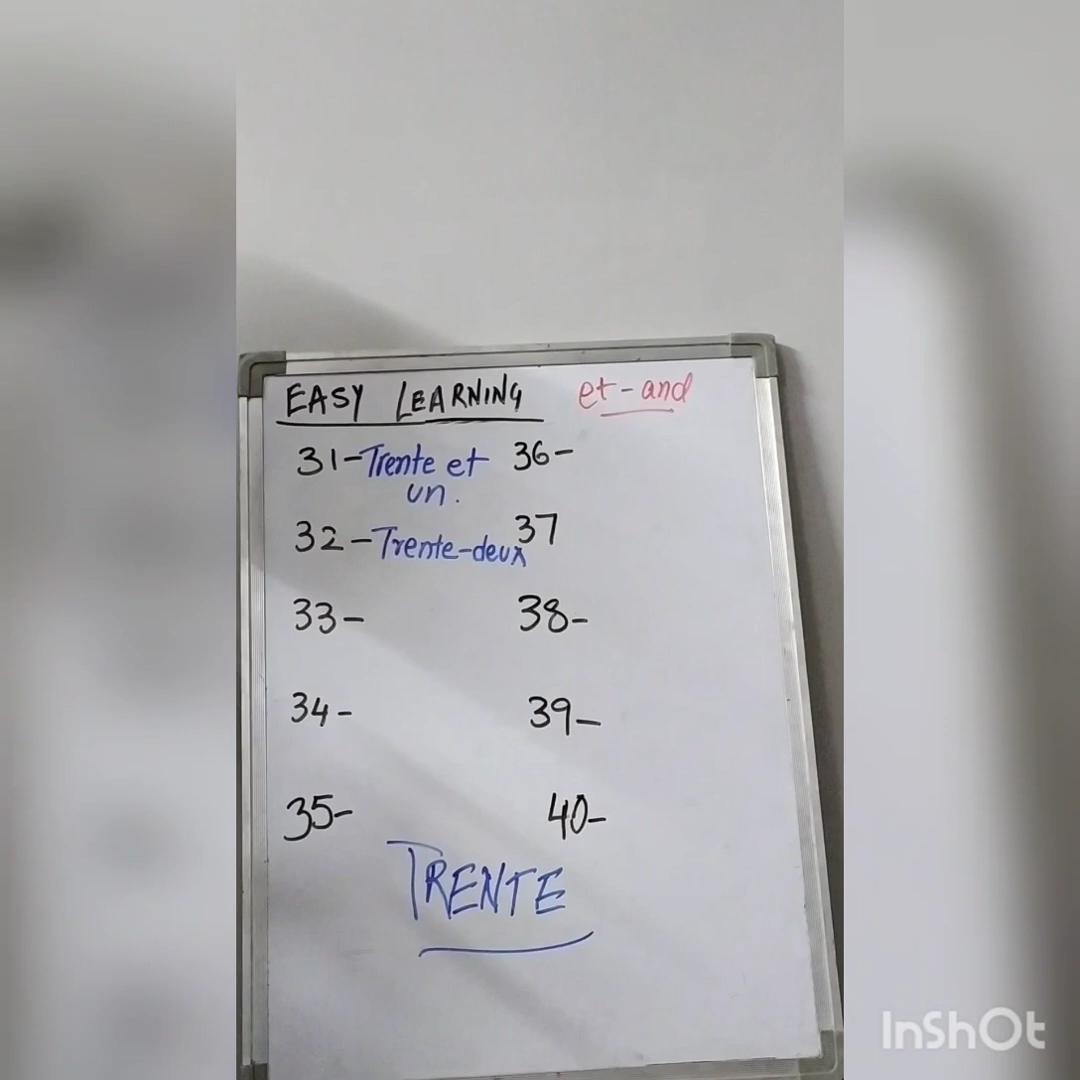 EASY LEARNING et - and
31 - Trente et un.
36 -
32 - Trente-deux
37
33 -
38 -
34 -
39 -
35 -
40 -
TRENTE
InShOt